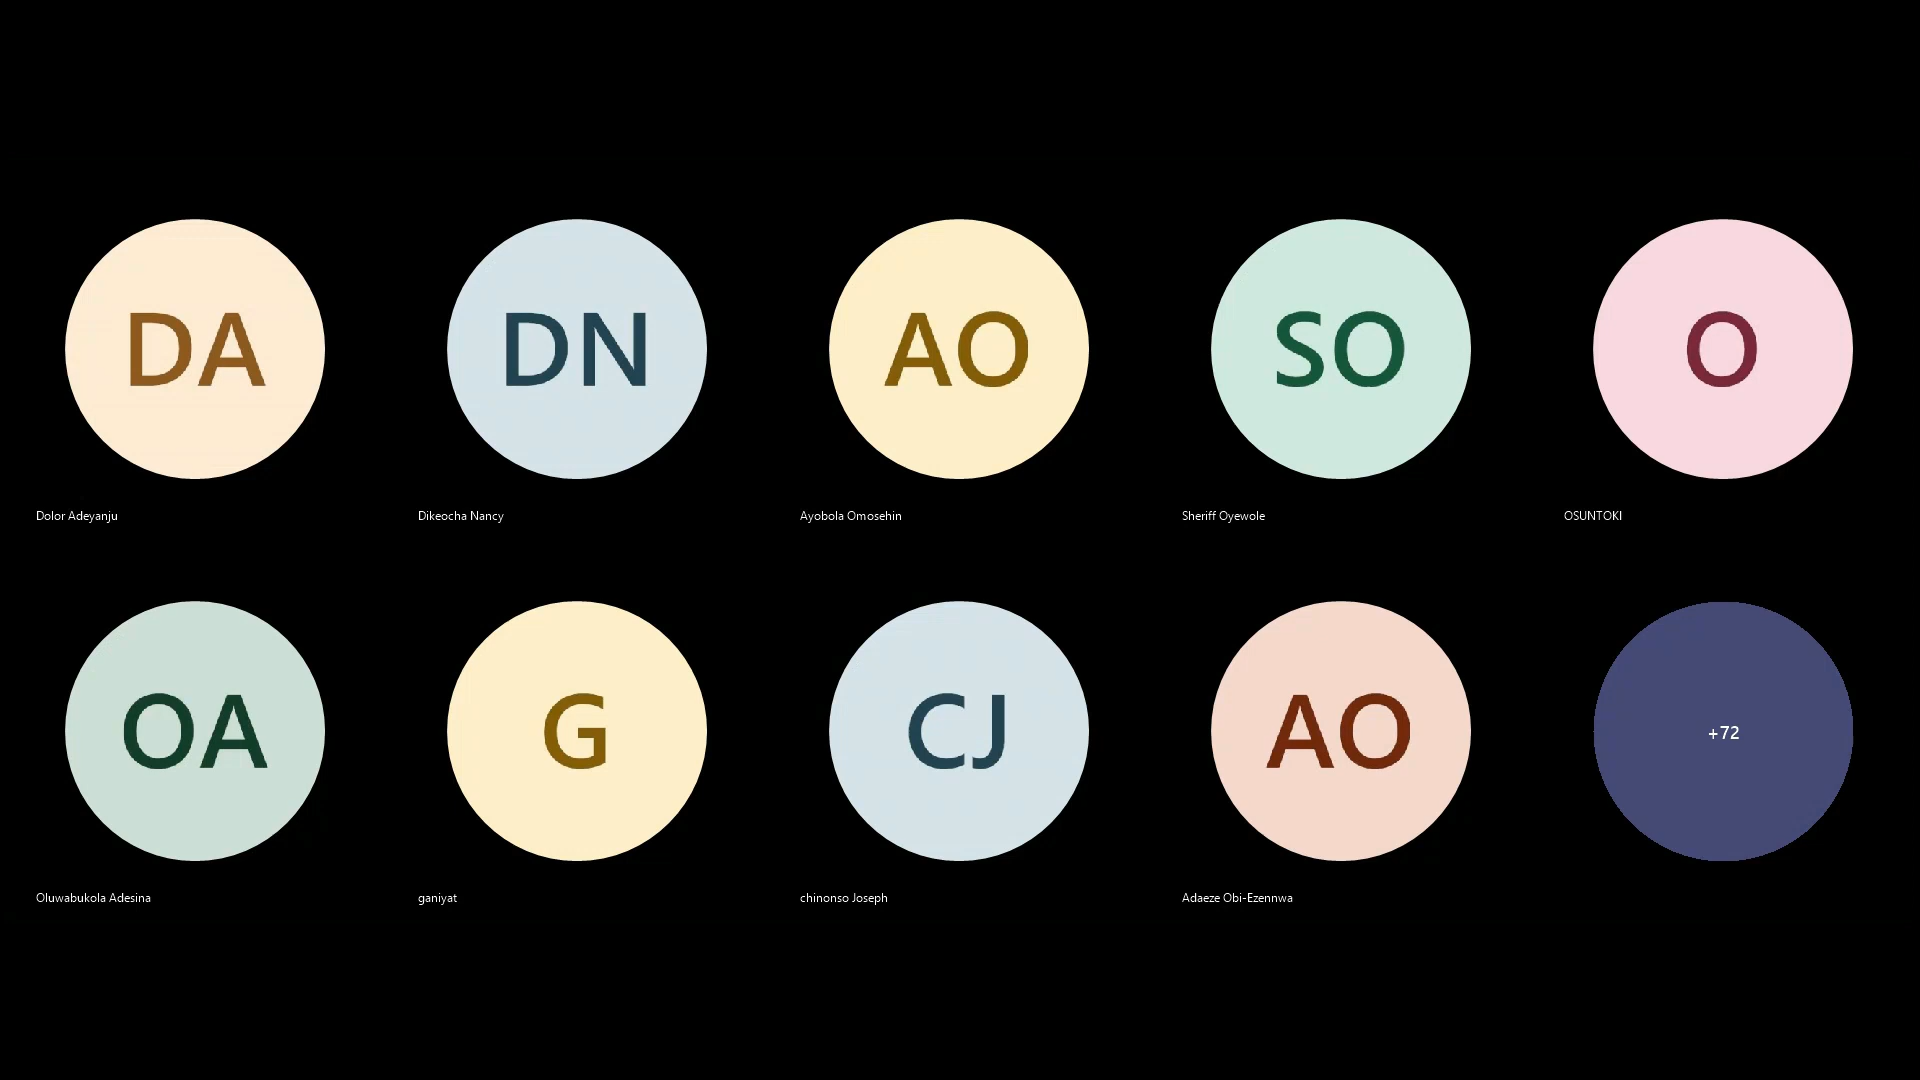 DA
DN
AO
SO
O
Dolor Adeyanju
Dikeocha Nancy
Ayobola Omosehin
Sheriff Oyewole
OSUNTOKI
OA
G
CJ
AO
+72
Oluwabukola Adesina
ganiyat
chinonso Joseph
Adaeze Obi-Ezennwa